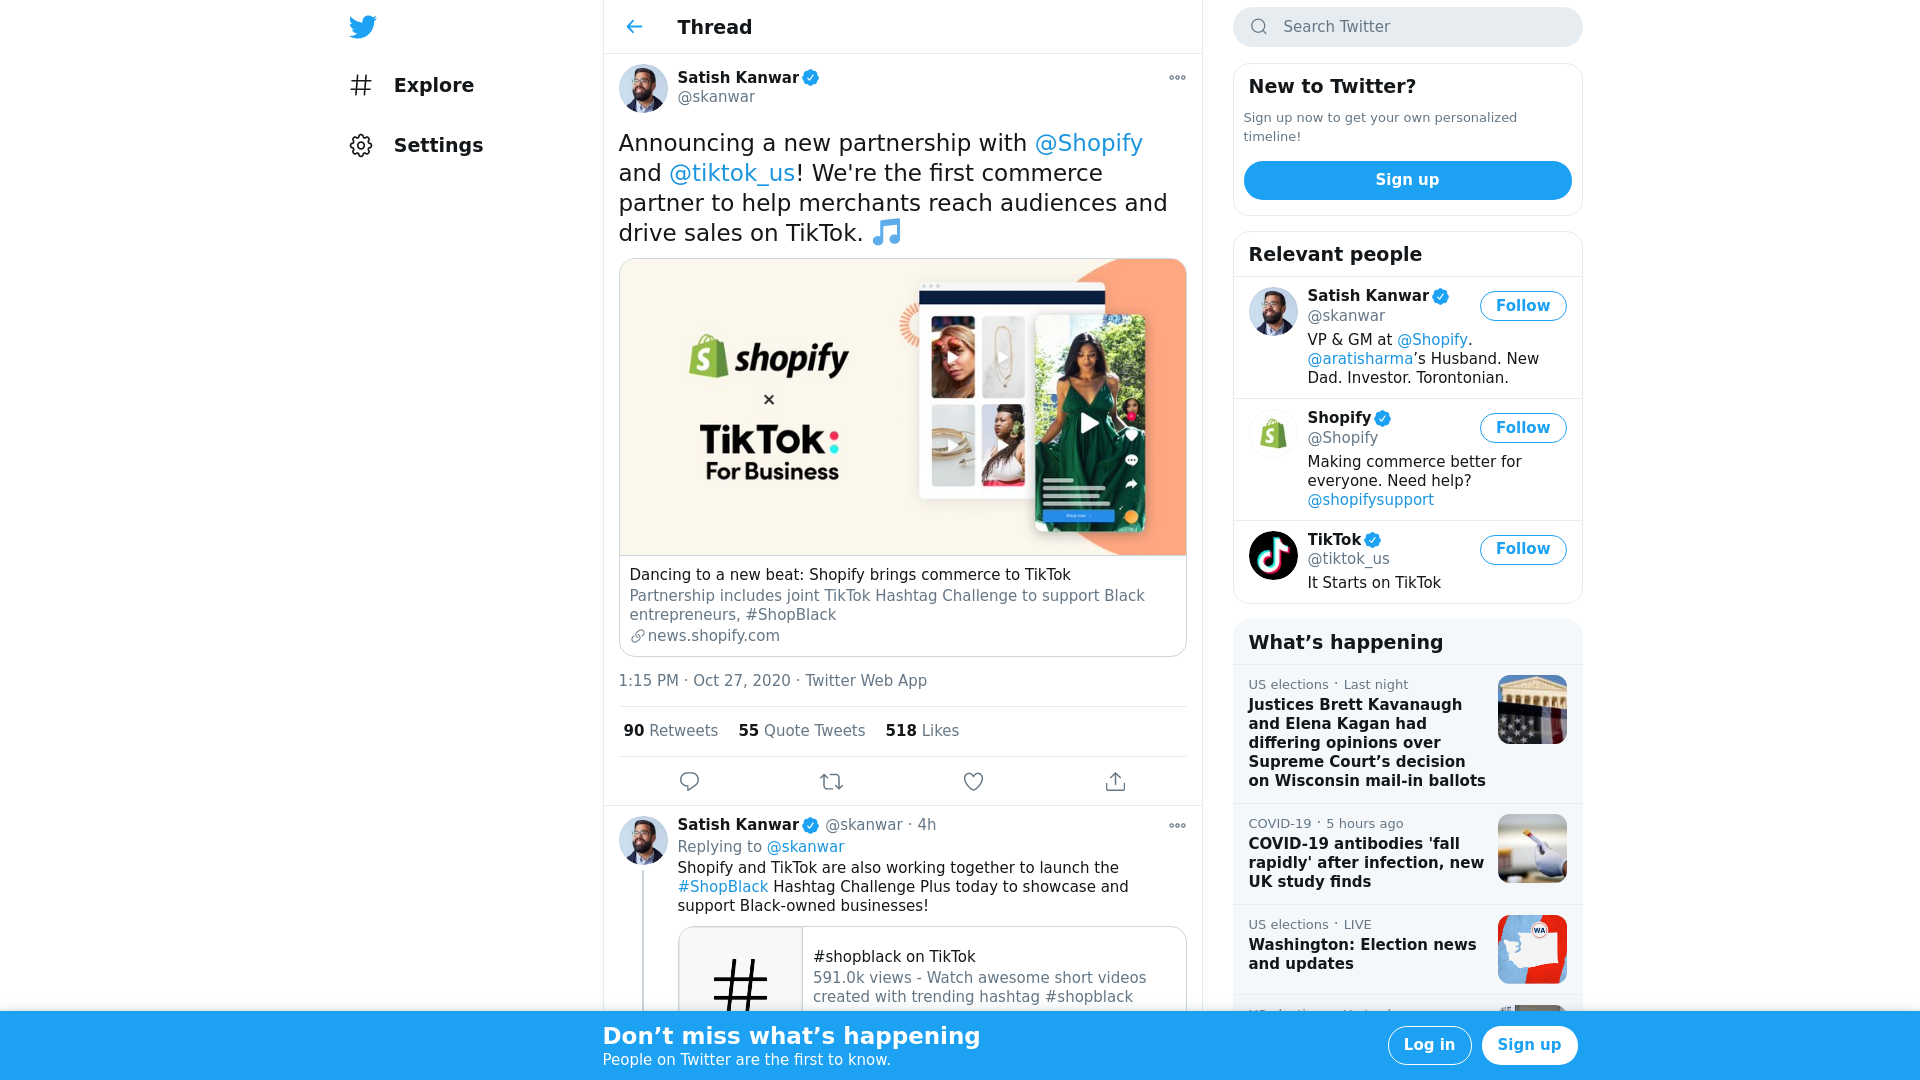 Explore
Settings
Thread
Satish Kanwar
@skanwar
Announcing a new partnership with @Shopify
and @tiktok_us! We're the first commerce
partner to help merchants reach audiences and
drive sales on TikTok. 🎵
shopify
×
TikTok:
For Business
Dancing to a new beat: Shopify brings commerce to TikTok
Partnership includes joint TikTok Hashtag Challenge to support Black
entrepreneurs, #ShopBlack
news.shopify.com
1:15 PM · Oct 27, 2020 · Twitter Web App
90 Retweets 55 Quote Tweets 518 Likes
Satish Kanwar @skanwar · 4h
Replying to @skanwar
Shopify and TikTok are also working together to launch the
#ShopBlack Hashtag Challenge Plus today to showcase and
support Black-owned businesses!
#shopblack on TikTok
591.0k views - Watch awesome short videos
created with trending hashtag #shopblack
Search Twitter
New to Twitter?
Sign up now to get your own personalized
timeline!
Sign up
Relevant people
Satish Kanwar
@skanwar
Follow
VP & GM at @Shopify.
@aratisharma’s Husband. New
Dad. Investor. Torontonian.
Shopify
@Shopify
Follow
Making commerce better for
everyone. Need help?
@shopifysupport
TikTok
@tiktok_us
Follow
It Starts on TikTok
What’s happening
US elections · Last night
Justices Brett Kavanaugh
and Elena Kagan had
differing opinions over
Supreme Court’s decision
on Wisconsin mail-in ballots
COVID-19 · 5 hours ago
COVID-19 antibodies 'fall
rapidly' after infection, new
UK study finds
US elections · LIVE
Washington: Election news
and updates
WA
Don’t miss what’s happening
People on Twitter are the first to know.
Log in
Sign up